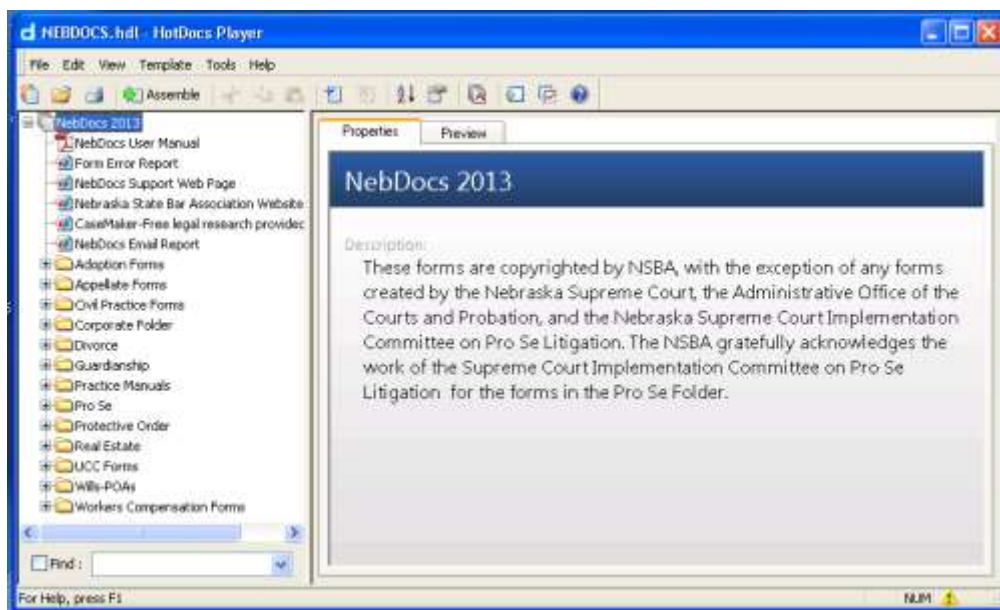 NEBDOCS.hdl - HotDocs Player
File Edit View Template Tools Help
Assemble
NebDocs 2013
NebDocs User Manual
Form Error Report
NebDocs Support Web Page
Nebraska State Bar Association Website
CaseMaker-Free legal research providec
NebDocs Email Report
Adoption Forms
Appellate Forms
Civil Practice Forms
Corporate Folder
Divorce
Guardianship
Practice Manuals
Pro Se
Protective Order
Real Estate
UCC Forms
Wills-POAs
Workers Compensation Forms
Find :
Properties Preview
NebDocs 2013
Description:
These forms are copyrighted by NSBA, with the exception of any forms
created by the Nebraska Supreme Court, the Administrative Office of the
Courts and Probation, and the Nebraska Supreme Court Implementation
Committee on Pro Se Litigation. The NSBA gratefully acknowledges the
work of the Supreme Court Implementation Committee on Pro Se
Litigation for the forms in the Pro Se Folder.
For Help, press F1
NUM